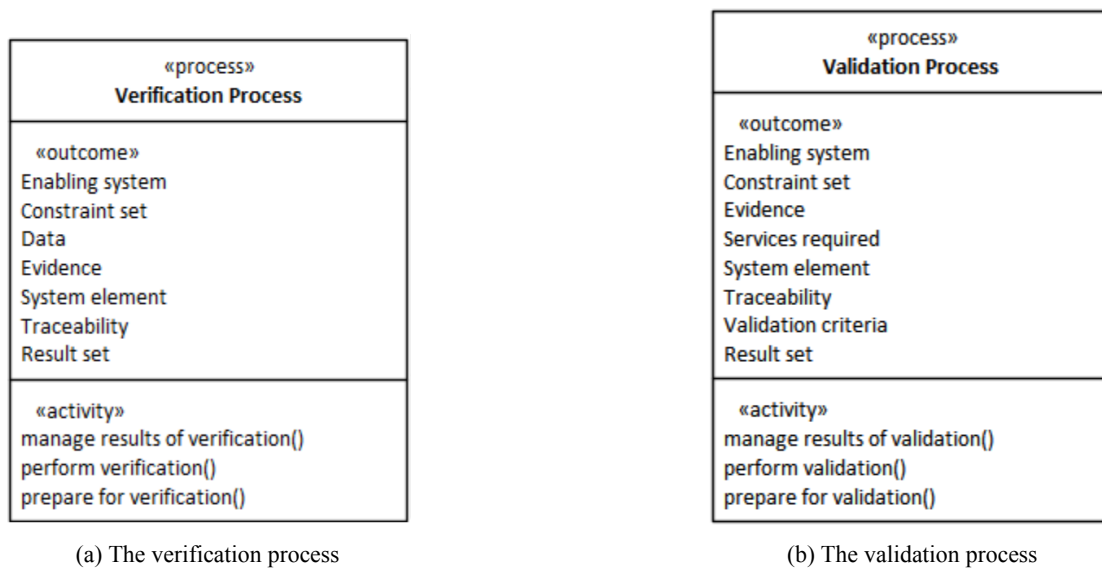 «process»
Verification Process
«outcome»
Enabling system
Constraint set
Data
Evidence
System element
Traceability
Result set
«activity»
manage results of verification()
perform verification()
prepare for verification()
(a) The verification process
«process»
Validation Process
«outcome»
Enabling system
Constraint set
Evidence
Services required
System element
Traceability
Validation criteria
Result set
«activity»
manage results of validation()
perform validation()
prepare for validation()
(b) The validation process